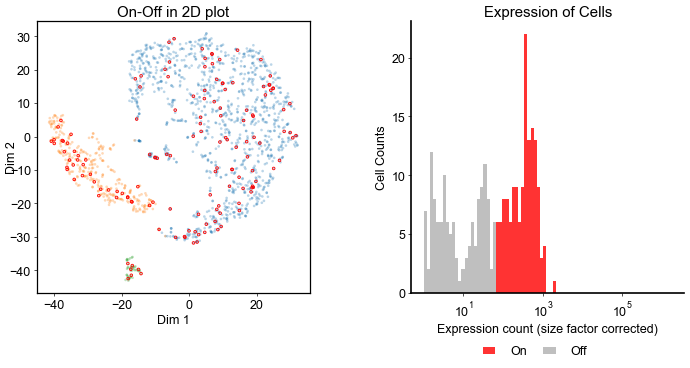 On-Off in 2D plot
30
20
10
0
−10
−20
−30
−40
Dim 2
−40
−20
0
20
Dim 1
Expression of Cells
20
15
10
5
0
Cell Counts
10^1
10^3
10^5
Expression count (size factor corrected)
On
Off